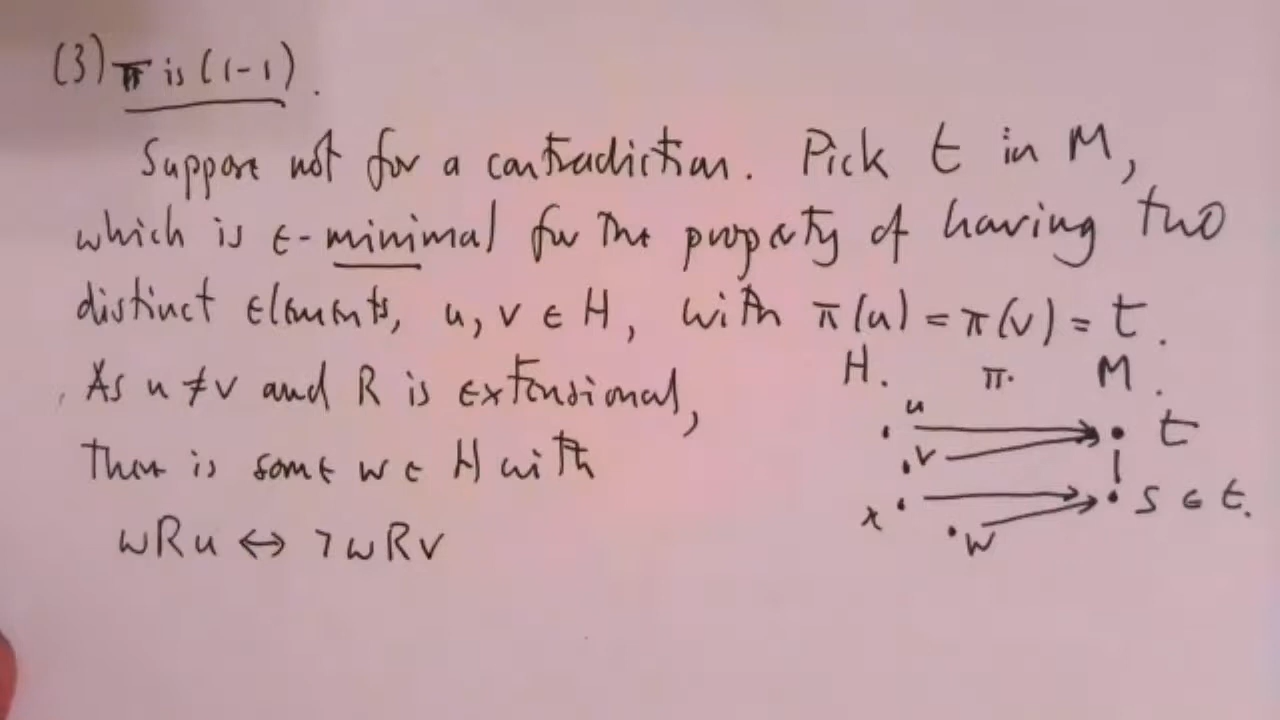 (3) π is (1-1).
Suppose not for a contradiction. Pick t in M,
which is ∈-minimal for the property of having two
distinct elements, u, v ∈ H, with π(u) = π(v) = t.
As u ≠ v and R is extensional,
there is some w ∈ H with
wRu ↔ ¬wRv
H. π. M.
u t
v
x s ∈ t.
w